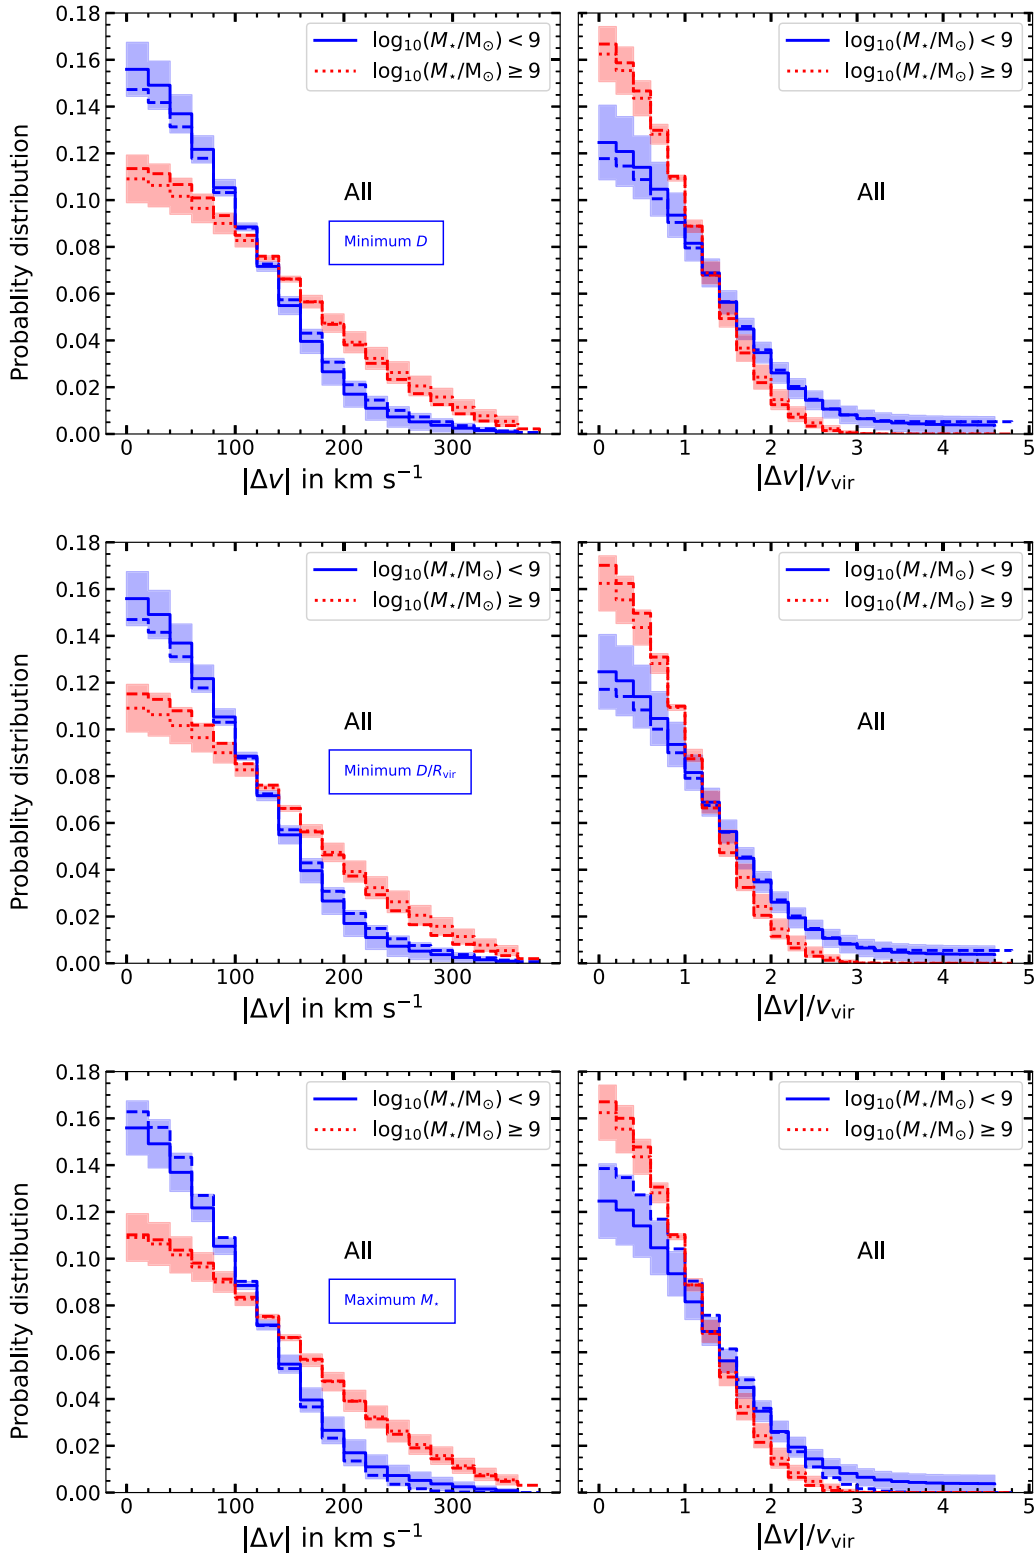 Probablity distribution
0.18
0.16
0.14
0.12
0.10
0.08
0.06
0.04
0.02
0.00
log₁₀(M⋆/M⊙) < 9
log₁₀(M⋆/M⊙) ≥ 9
All
Minimum D
0 100 200 300
|Δv| in km s⁻¹
log₁₀(M⋆/M⊙) < 9
log₁₀(M⋆/M⊙) ≥ 9
All
0 1 2 3 4 5
|Δv|/v_vir
Probablity distribution
0.18
0.16
0.14
0.12
0.10
0.08
0.06
0.04
0.02
0.00
log₁₀(M⋆/M⊙) < 9
log₁₀(M⋆/M⊙) ≥ 9
All
Minimum D/R_vir
0 100 200 300
|Δv| in km s⁻¹
log₁₀(M⋆/M⊙) < 9
log₁₀(M⋆/M⊙) ≥ 9
All
0 1 2 3 4 5
|Δv|/v_vir
Probablity distribution
0.18
0.16
0.14
0.12
0.10
0.08
0.06
0.04
0.02
0.00
log₁₀(M⋆/M⊙) < 9
log₁₀(M⋆/M⊙) ≥ 9
All
Maximum M⋆
0 100 200 300
|Δv| in km s⁻¹
log₁₀(M⋆/M⊙) < 9
log₁₀(M⋆/M⊙) ≥ 9
All
0 1 2 3 4 5
|Δv|/v_vir